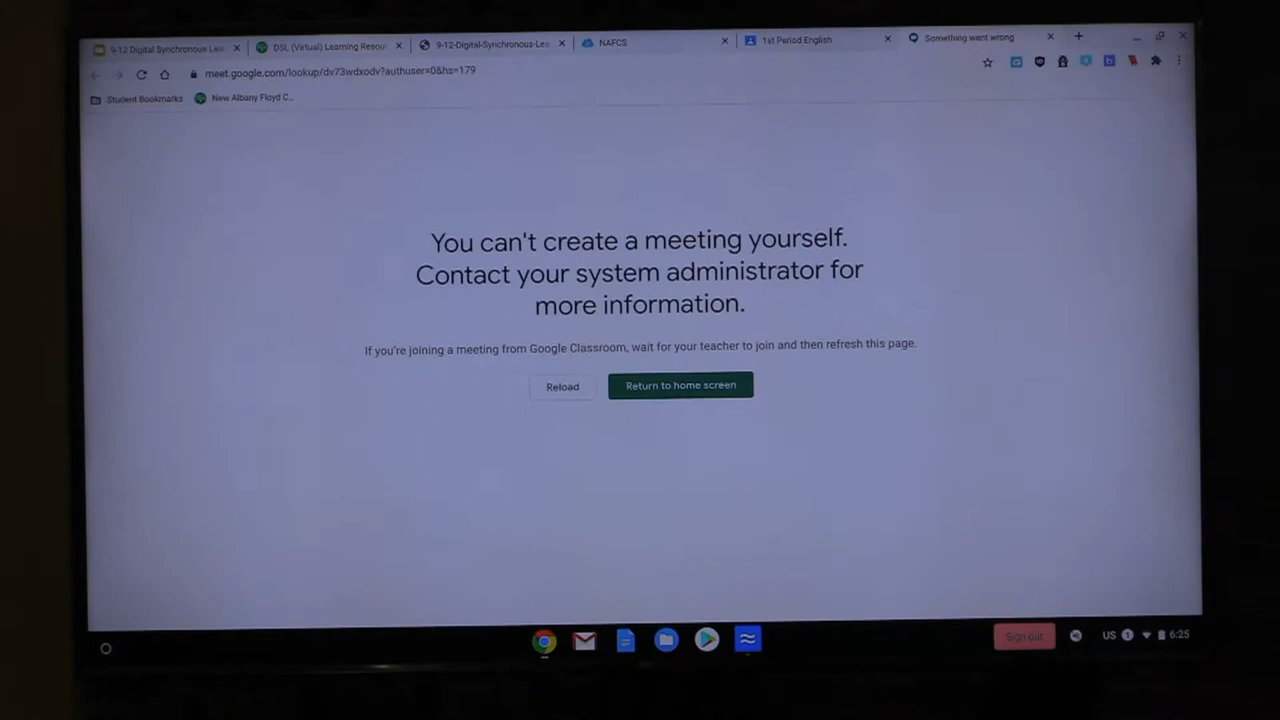 9-12 Digital Synchronous Lea
DSL (Virtual) Learning Resou
9-12-Digital-Synchronous-Les
NAFCS
1st Period English
Something went wrong
meet.google.com/lookup/dv73wdxodv?authuser=0&hs=179
Student Bookmarks
New Albany Floyd C...
You can't create a meeting yourself.
Contact your system administrator for
more information.
If you're joining a meeting from Google Classroom, wait for your teacher to join and then refresh this page.
Reload
Return to home screen
Sign out
US
1
6:25